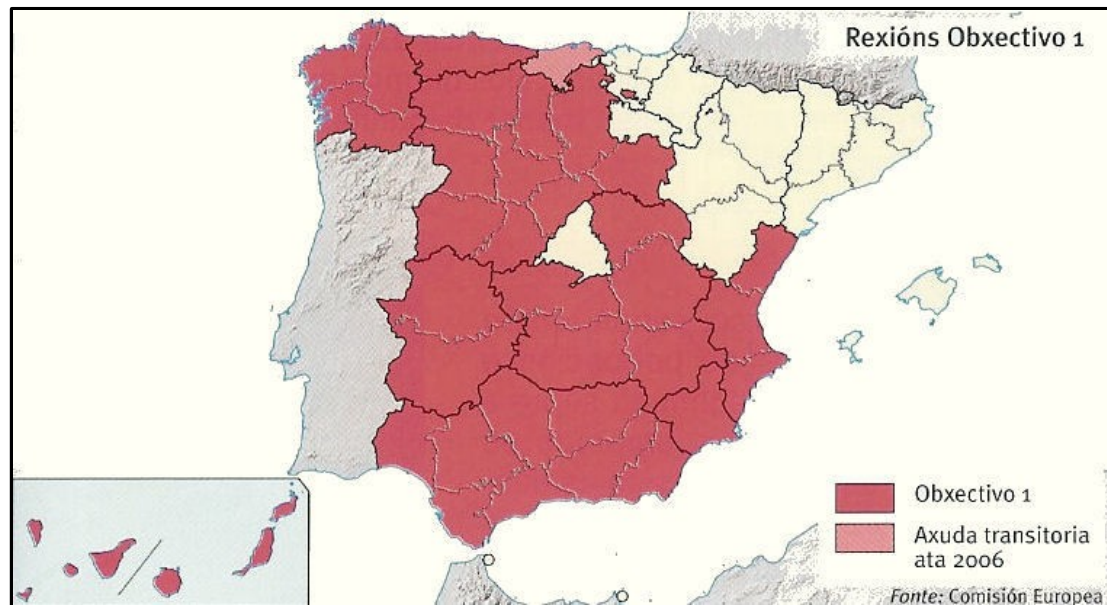 Rexións Obxectivo 1
Obxectivo 1
Axuda transitoria
ata 2006
Fonte: Comisión Europea